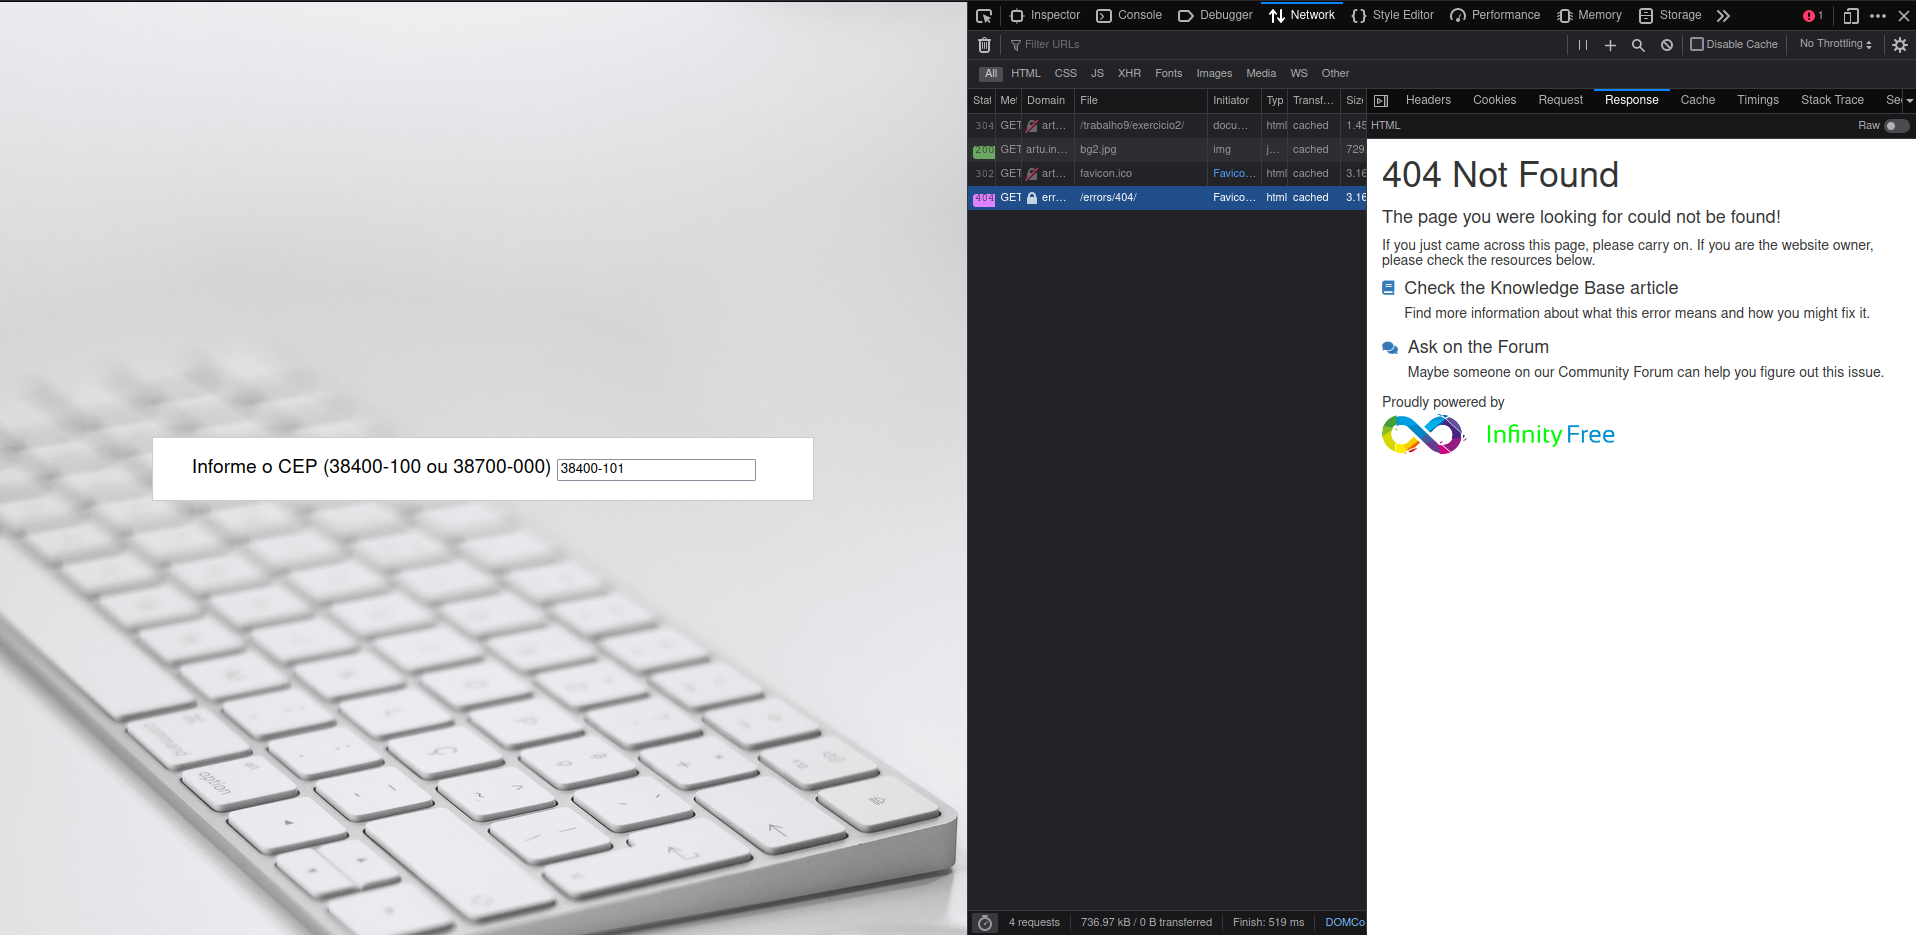 Inspector Console Debugger Network Style Editor Performance Memory Storage 1
Filter URLs Disable Cache No Throttling
All HTML CSS JS XHR Fonts Images Media WS Other
Domain File Initiator Typ Transf...
Headers Cookies Request Response Cache Timings Stack Trace
304 GET art... /trabalho9/exercicio2/ docu... html cached 1.45
200 GET artu.in... bg2.jpg img j... cached 729
302 GET art... favicon.ico Favico... html cached 3.16
404 GET err... /errors/404/ Favico... html cached 3.16
HTML Raw
404 Not Found
The page you were looking for could not be found!
If you just came across this page, please carry on. If you are the website owner,
please check the resources below.
Check the Knowledge Base article
Find more information about what this error means and how you might fix it.
Ask on the Forum
Maybe someone on our Community Forum can help you figure out this issue.
Proudly powered by
InfinityFree
Informe o CEP (38400-100 ou 38700-000) 38400-101
command
option
alt
4 requests 736.97 kB / 0 B transferred Finish: 519 ms DOMCo